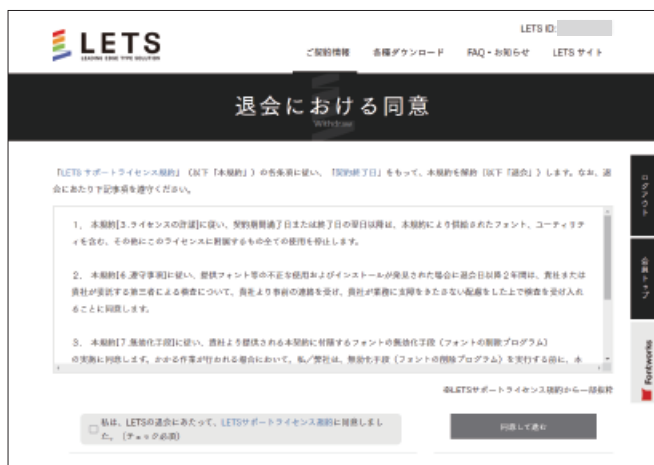 LETS ID:
LETS
LEADING EDGE TYPE SOLUTION
ご契約情報 各種ダウンロード FAQ・お知らせ LETS サイト
退会における同意
Withdraw
「LETS サポートライセンス規約」（以下「本規約」）の各条項に従い、「契約終了日」をもって、本規約を解約（以下「退会」）します。なお、退
会にあたり下記事項を遵守ください。
1． 本規約[3.ライセンスの許諾]に従い、契約期間満了日または終了日の翌日以降は、本規約により供給されたフォント、ユーティリテ
ィを含む、その他にこのライセンスに附属するもの全ての使用を停止します。
2． 本規約[6.遵守事項]に従い、提供フォント等の不正な使用およびインストールが発見された場合に退会日以降２年間は、貴社または
貴社が委託する第三者による検査について、貴社より事前の連絡を受け、貴社が業務に支障をきたさない配慮をした上で検査を受け入れ
ることに同意します。
3． 本規約[7.無効化手段]に従い、貴社より提供される本契約に付随するフォントの無効化手段（フォントの削除プログラム）
の実施に同意します。かかる作業が行われる場合において、私／弊社は、無効化手段（フォントの削除プログラム）を実行する前に、本
※LETSサポートライセンス規約から一部抜粋
私は、LETSの退会にあたって、LETSサポートライセンス規約に同意しまし
た。（チェック必須）
同意して進む
ログアウト
会員トップ
Fontworks